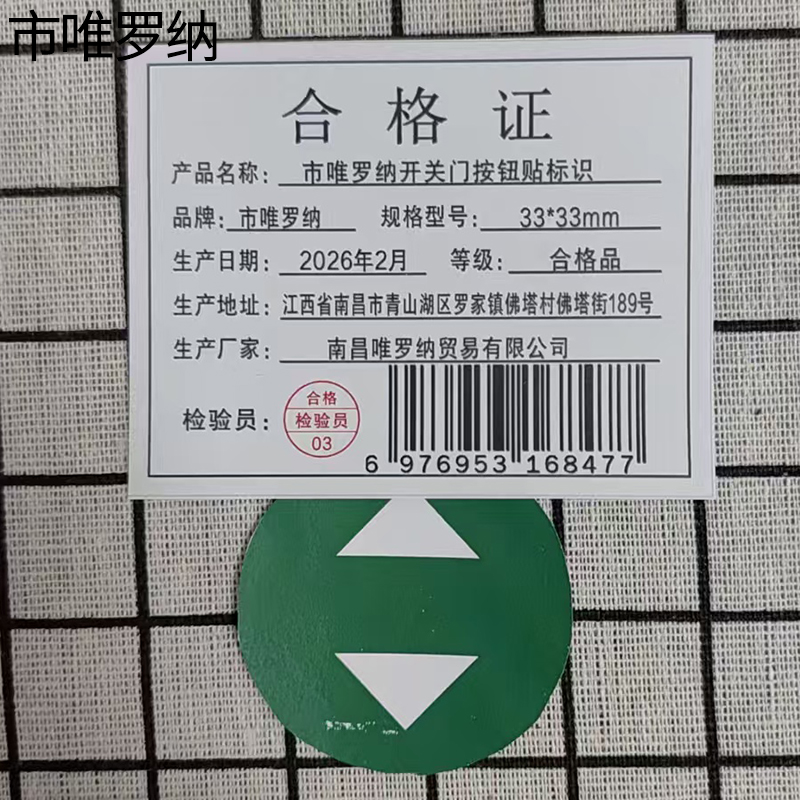 市唯罗纳
合格证
产品名称: 市唯罗纳开关门按钮贴标识
品牌: 市唯罗纳 规格型号: 33*33mm
生产日期: 2026年2月 等级: 合格品
生产地址: 江西省南昌市青山湖区罗家镇佛塔村佛塔街189号
生产厂家: 南昌唯罗纳贸易有限公司
检验员:
合格
检验员
03
6 976953 168477